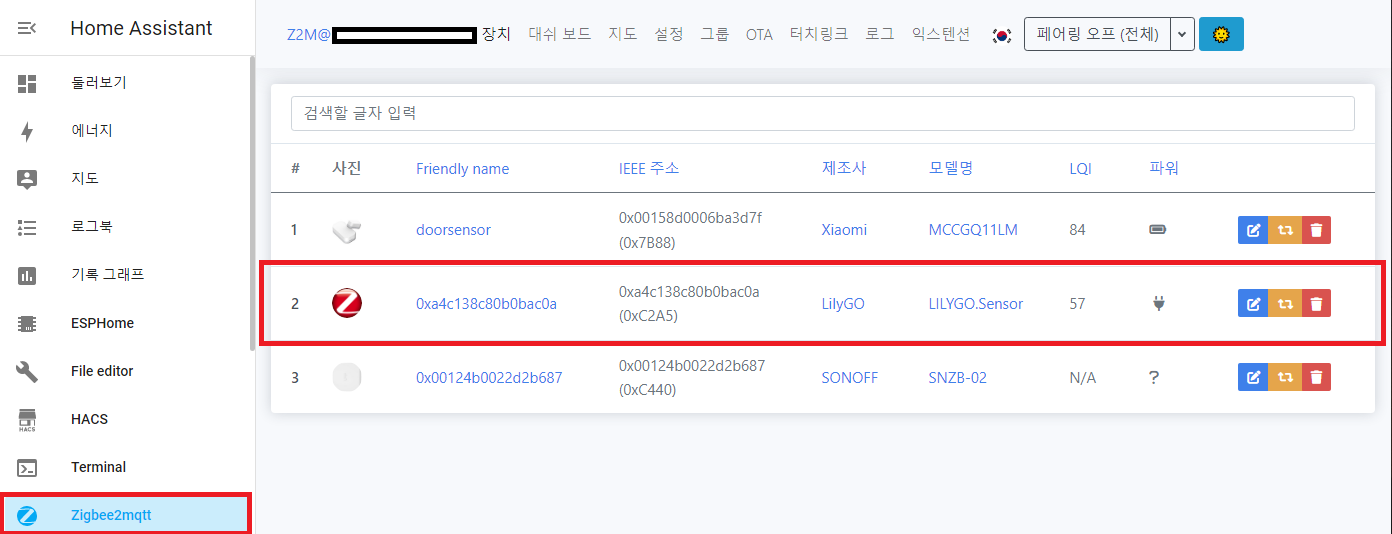 Home Assistant
둘러보기
에너지
지도
로그북
기록 그래프
ESPHome
File editor
HACS
HACS
Terminal
Zigbee2mqtt
Z2M@ 장치 대쉬 보드 지도 설정 그룹 OTA 터치링크 로그 익스텐션 페어링 오프 (전체)
검색할 글자 입력
# 사진 Friendly name IEEE 주소 제조사 모델명 LQI 파워
1 doorsensor 0x00158d0006ba3d7f Xiaomi MCCGQ11LM 84
(0x7B88)
2 0xa4c138c80b0bac0a 0xa4c138c80b0bac0a LilyGO LILYGO.Sensor 57
(0xC2A5)
3 0x00124b0022d2b687 0x00124b0022d2b687 SONOFF SNZB-02 N/A ?
(0xC440)